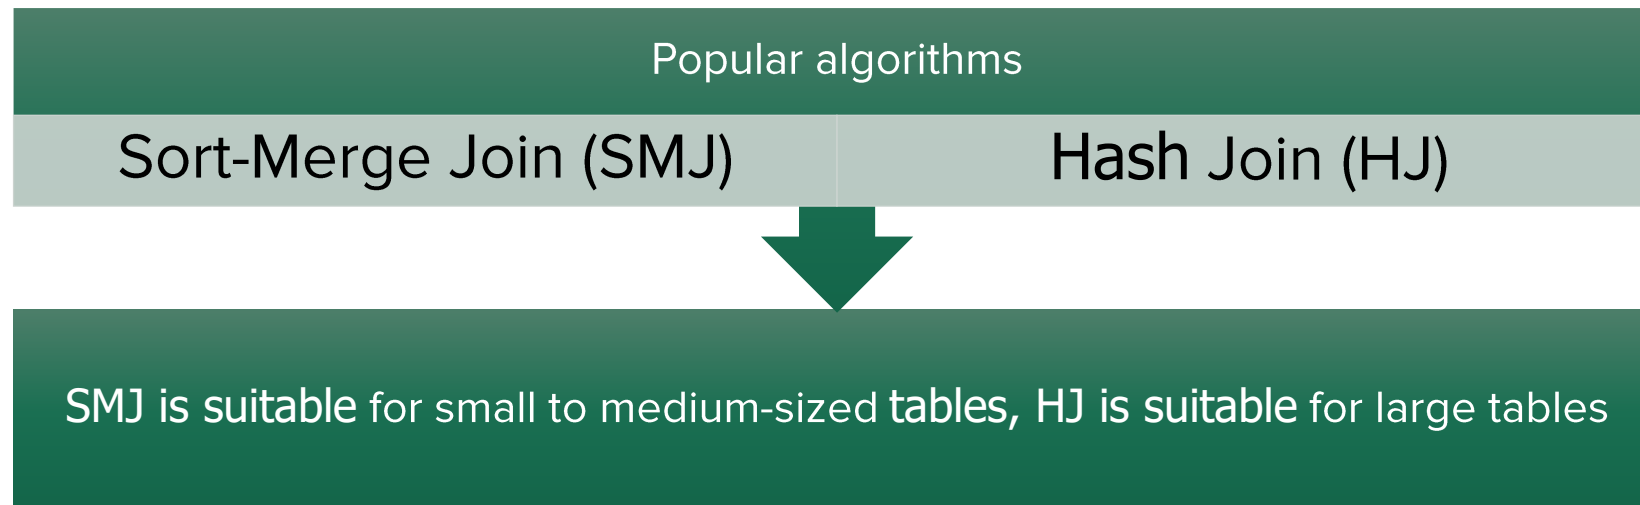 Popular algorithms
Sort-Merge Join (SMJ)
Hash Join (HJ)
SMJ is suitable for small to medium-sized tables, HJ is suitable for large tables